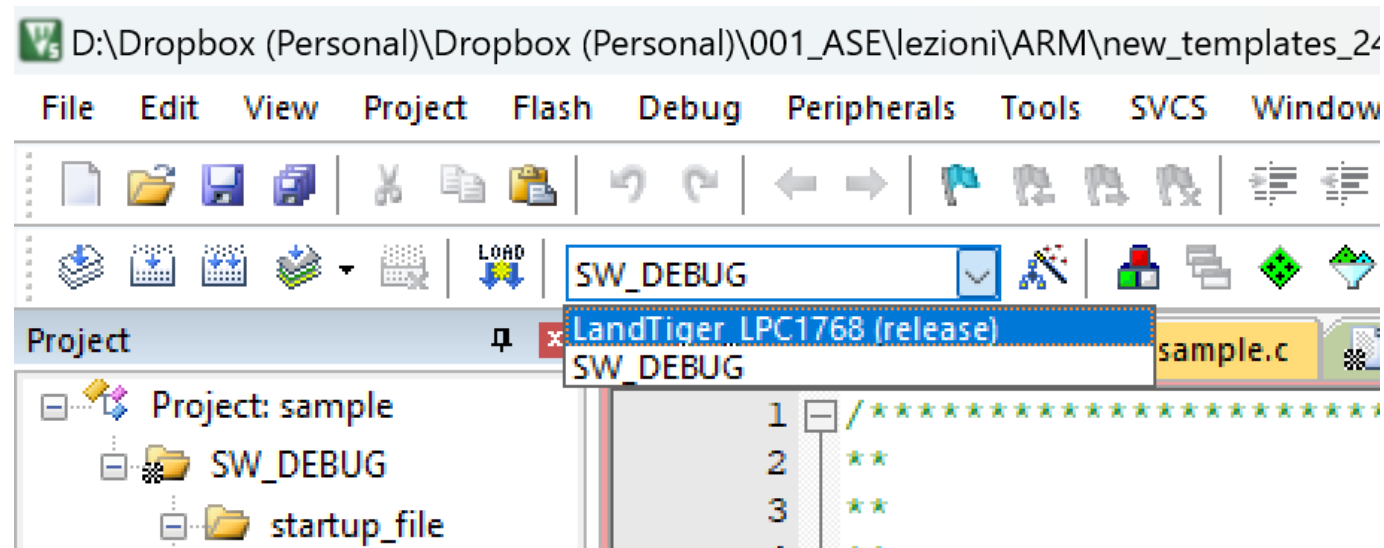 D:\Dropbox (Personal)\Dropbox (Personal)\001_ASE\lezioni\ARM\new_templates_24
File Edit View Project Flash Debug Peripherals Tools SVCS Window
LOAD
SW_DEBUG
LandTiger_LPC1768 (release)
SW_DEBUG
Project
sample.c
Project: sample
SW_DEBUG
startup_file
1 /************************
2 **
3 **